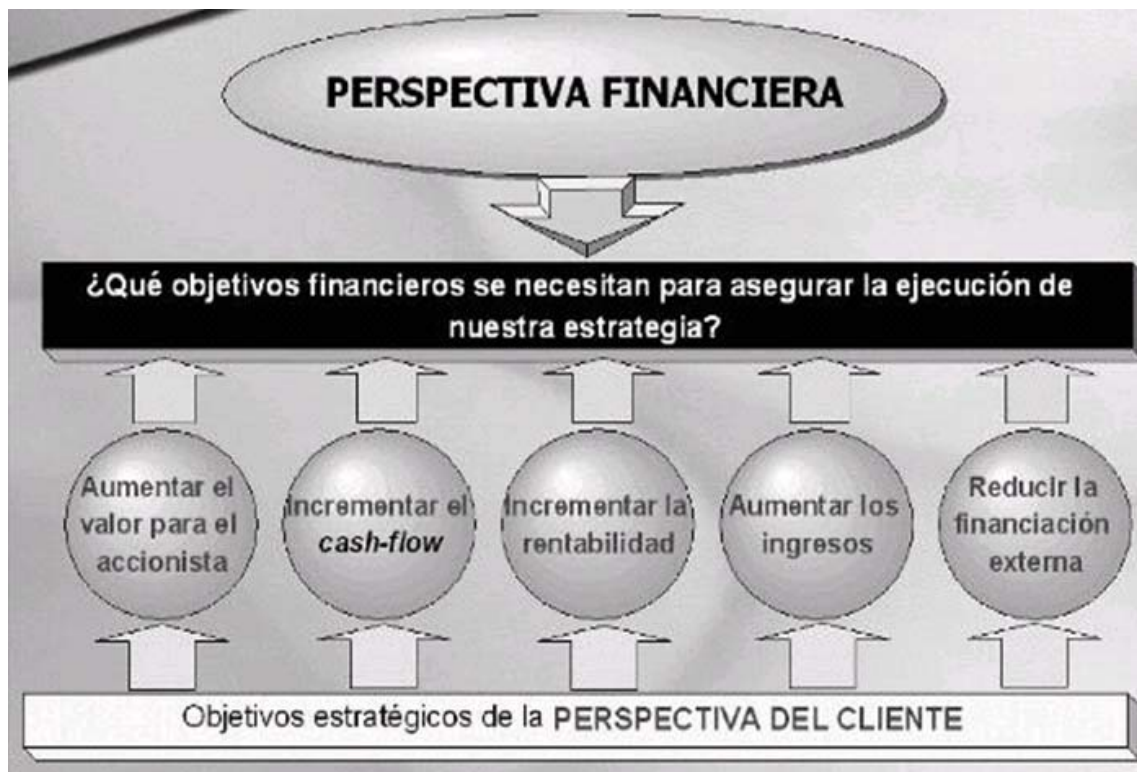 PERSPECTIVA FINANCIERA
¿Qué objetivos financieros se necesitan para asegurar la ejecución de
nuestra estrategia?
Aumentar el
valor para el
accionista
Incrementar el
cash-flow
Incrementar la
rentabilidad
Aumentar los
ingresos
Reducir la
financiación
externa
Objetivos estratégicos de la PERSPECTIVA DEL CLIENTE